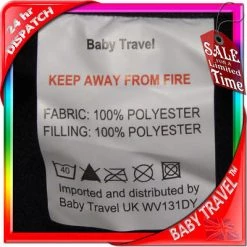 24 hr
DISPATCH
SALE
FOR a
Limited
Time
Baby Travel
KEEP AWAY FROM FIRE
FABRIC: 100% POLYESTER
FILLING: 100% POLYESTER
40
Imported and distributed by
Baby Travel UK WV131DY
BABY TRAVEL™